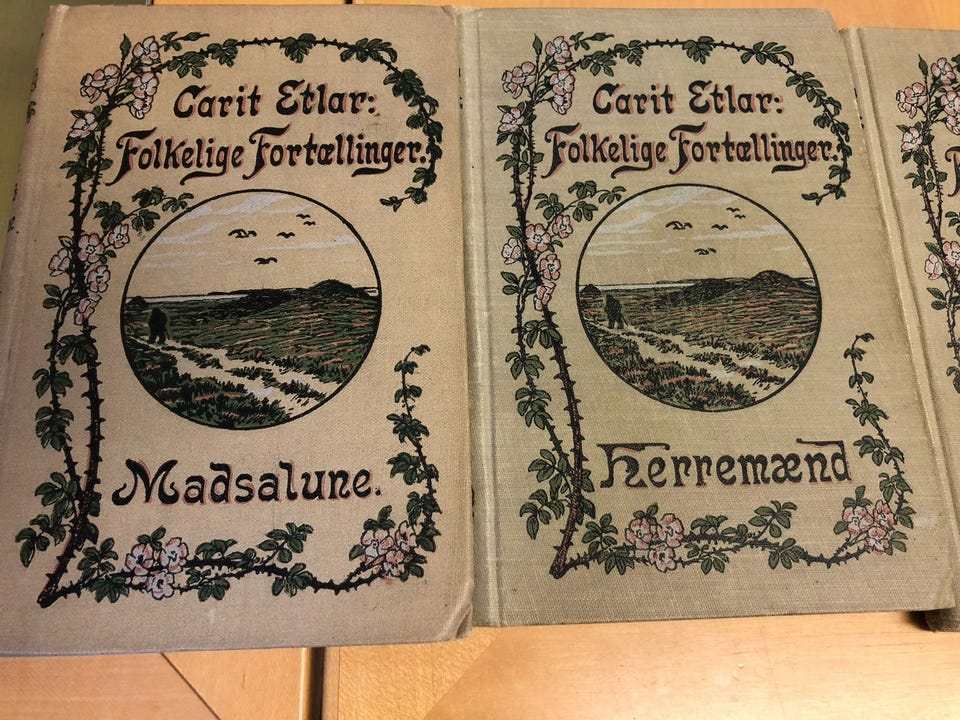 Carit Etlar:
Folkelige Fortællinger.
Madsalune.
Carit Etlar:
Folkelige Fortællinger.
Herremænd